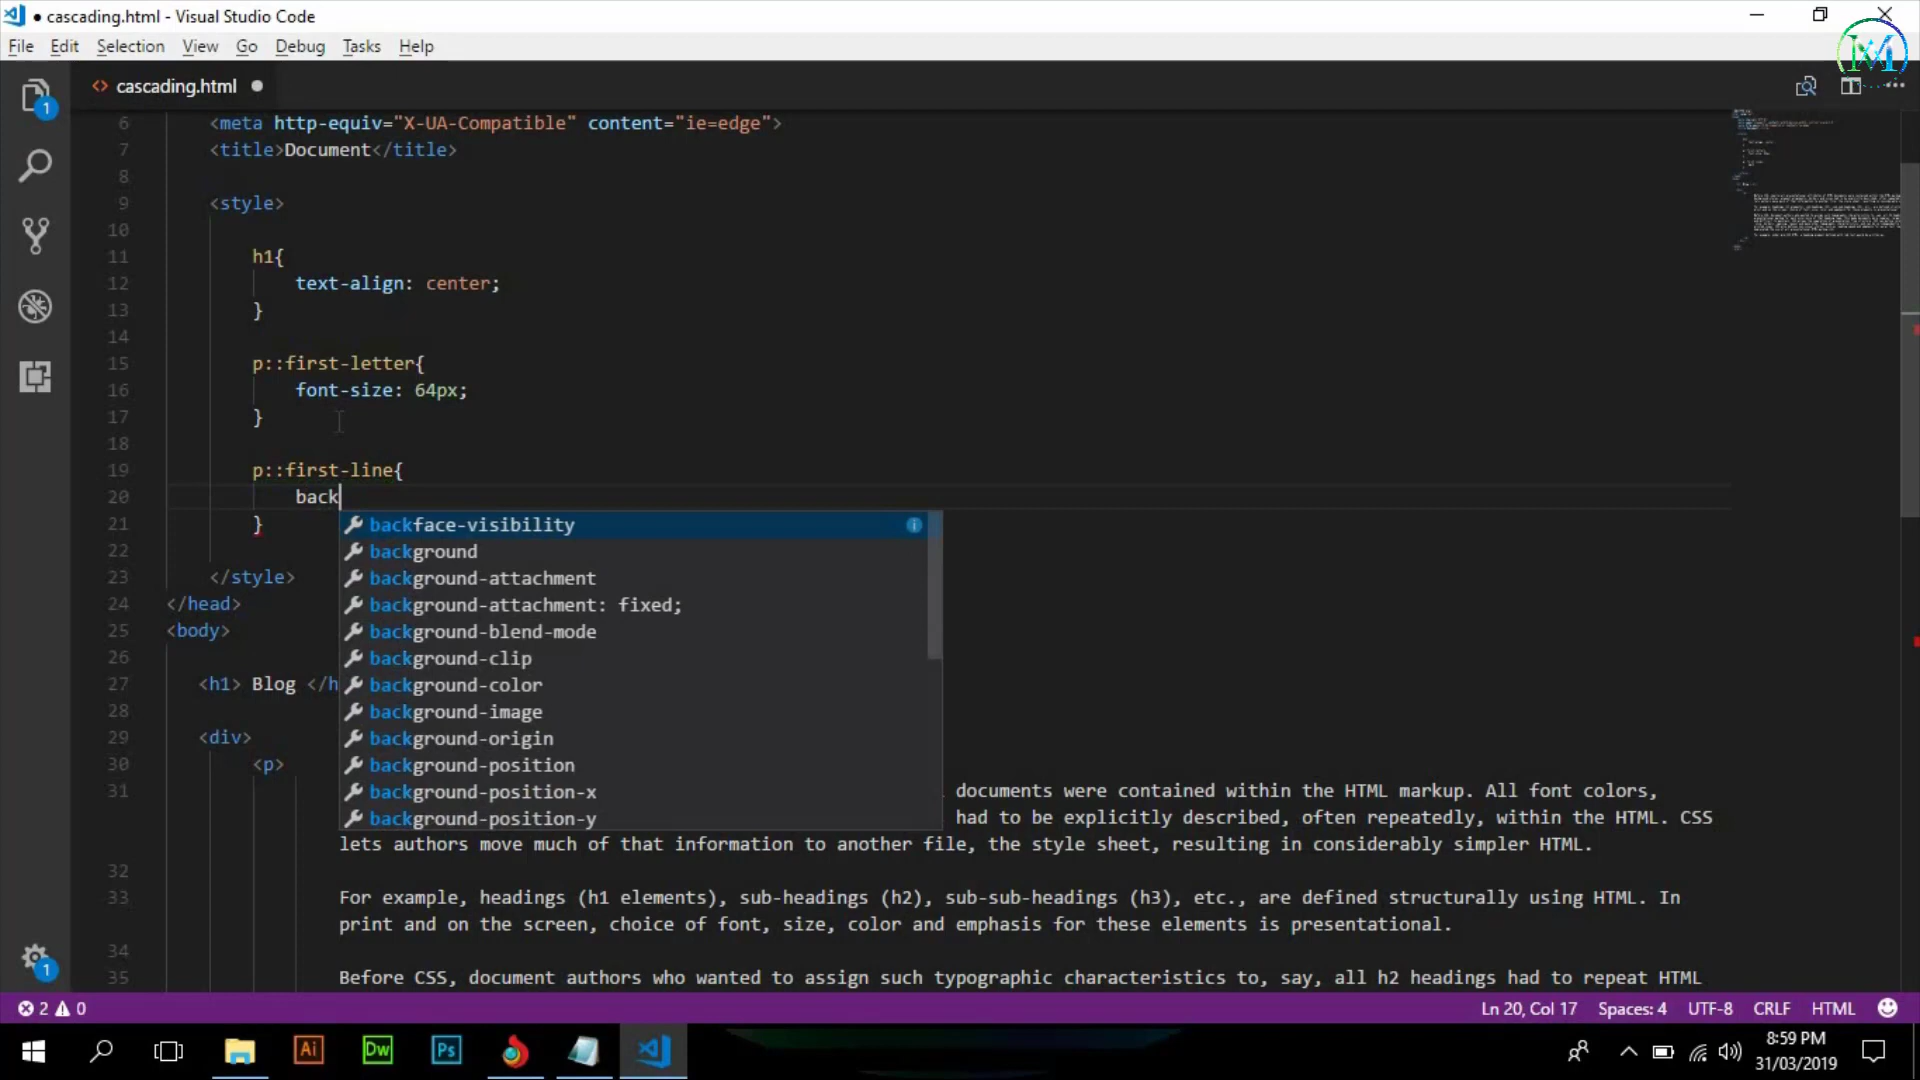 ● cascading.html - Visual Studio Code
File Edit Selection View Go Debug Tasks Help
<> cascading.html ●
1
6 <meta http-equiv="X-UA-Compatible" content="ie=edge">
7 <title>Document</title>
8
9 <style>
10
11 h1{
12 text-align: center;
13 }
14
15 p::first-letter{
16 font-size: 64px;
17 }
18
19 p::first-line{
20 back
21 }
backface-visibility
background
background-attachment
background-attachment: fixed;
background-blend-mode
background-clip
background-color
background-image
background-origin
background-position
background-position-x
background-position-y
22
23 </style>
24 </head>
25 <body>
26
27 <h1> Blog </h
28
29 <div>
30 <p>
31 documents were contained within the HTML markup. All font colors,
had to be explicitly described, often repeatedly, within the HTML. CSS
lets authors move much of that information to another file, the style sheet, resulting in considerably simpler HTML.
32
33 For example, headings (h1 elements), sub-headings (h2), sub-sub-headings (h3), etc., are defined structurally using HTML. In
print and on the screen, choice of font, size, color and emphasis for these elements is presentational.
34
35 Before CSS, document authors who wanted to assign such typographic characteristics to, say, all h2 headings had to repeat HTML
1
2 0 Ln 20, Col 17 Spaces: 4 UTF-8 CRLF HTML
Ai Dw Ps
8:59 PM
31/03/2019